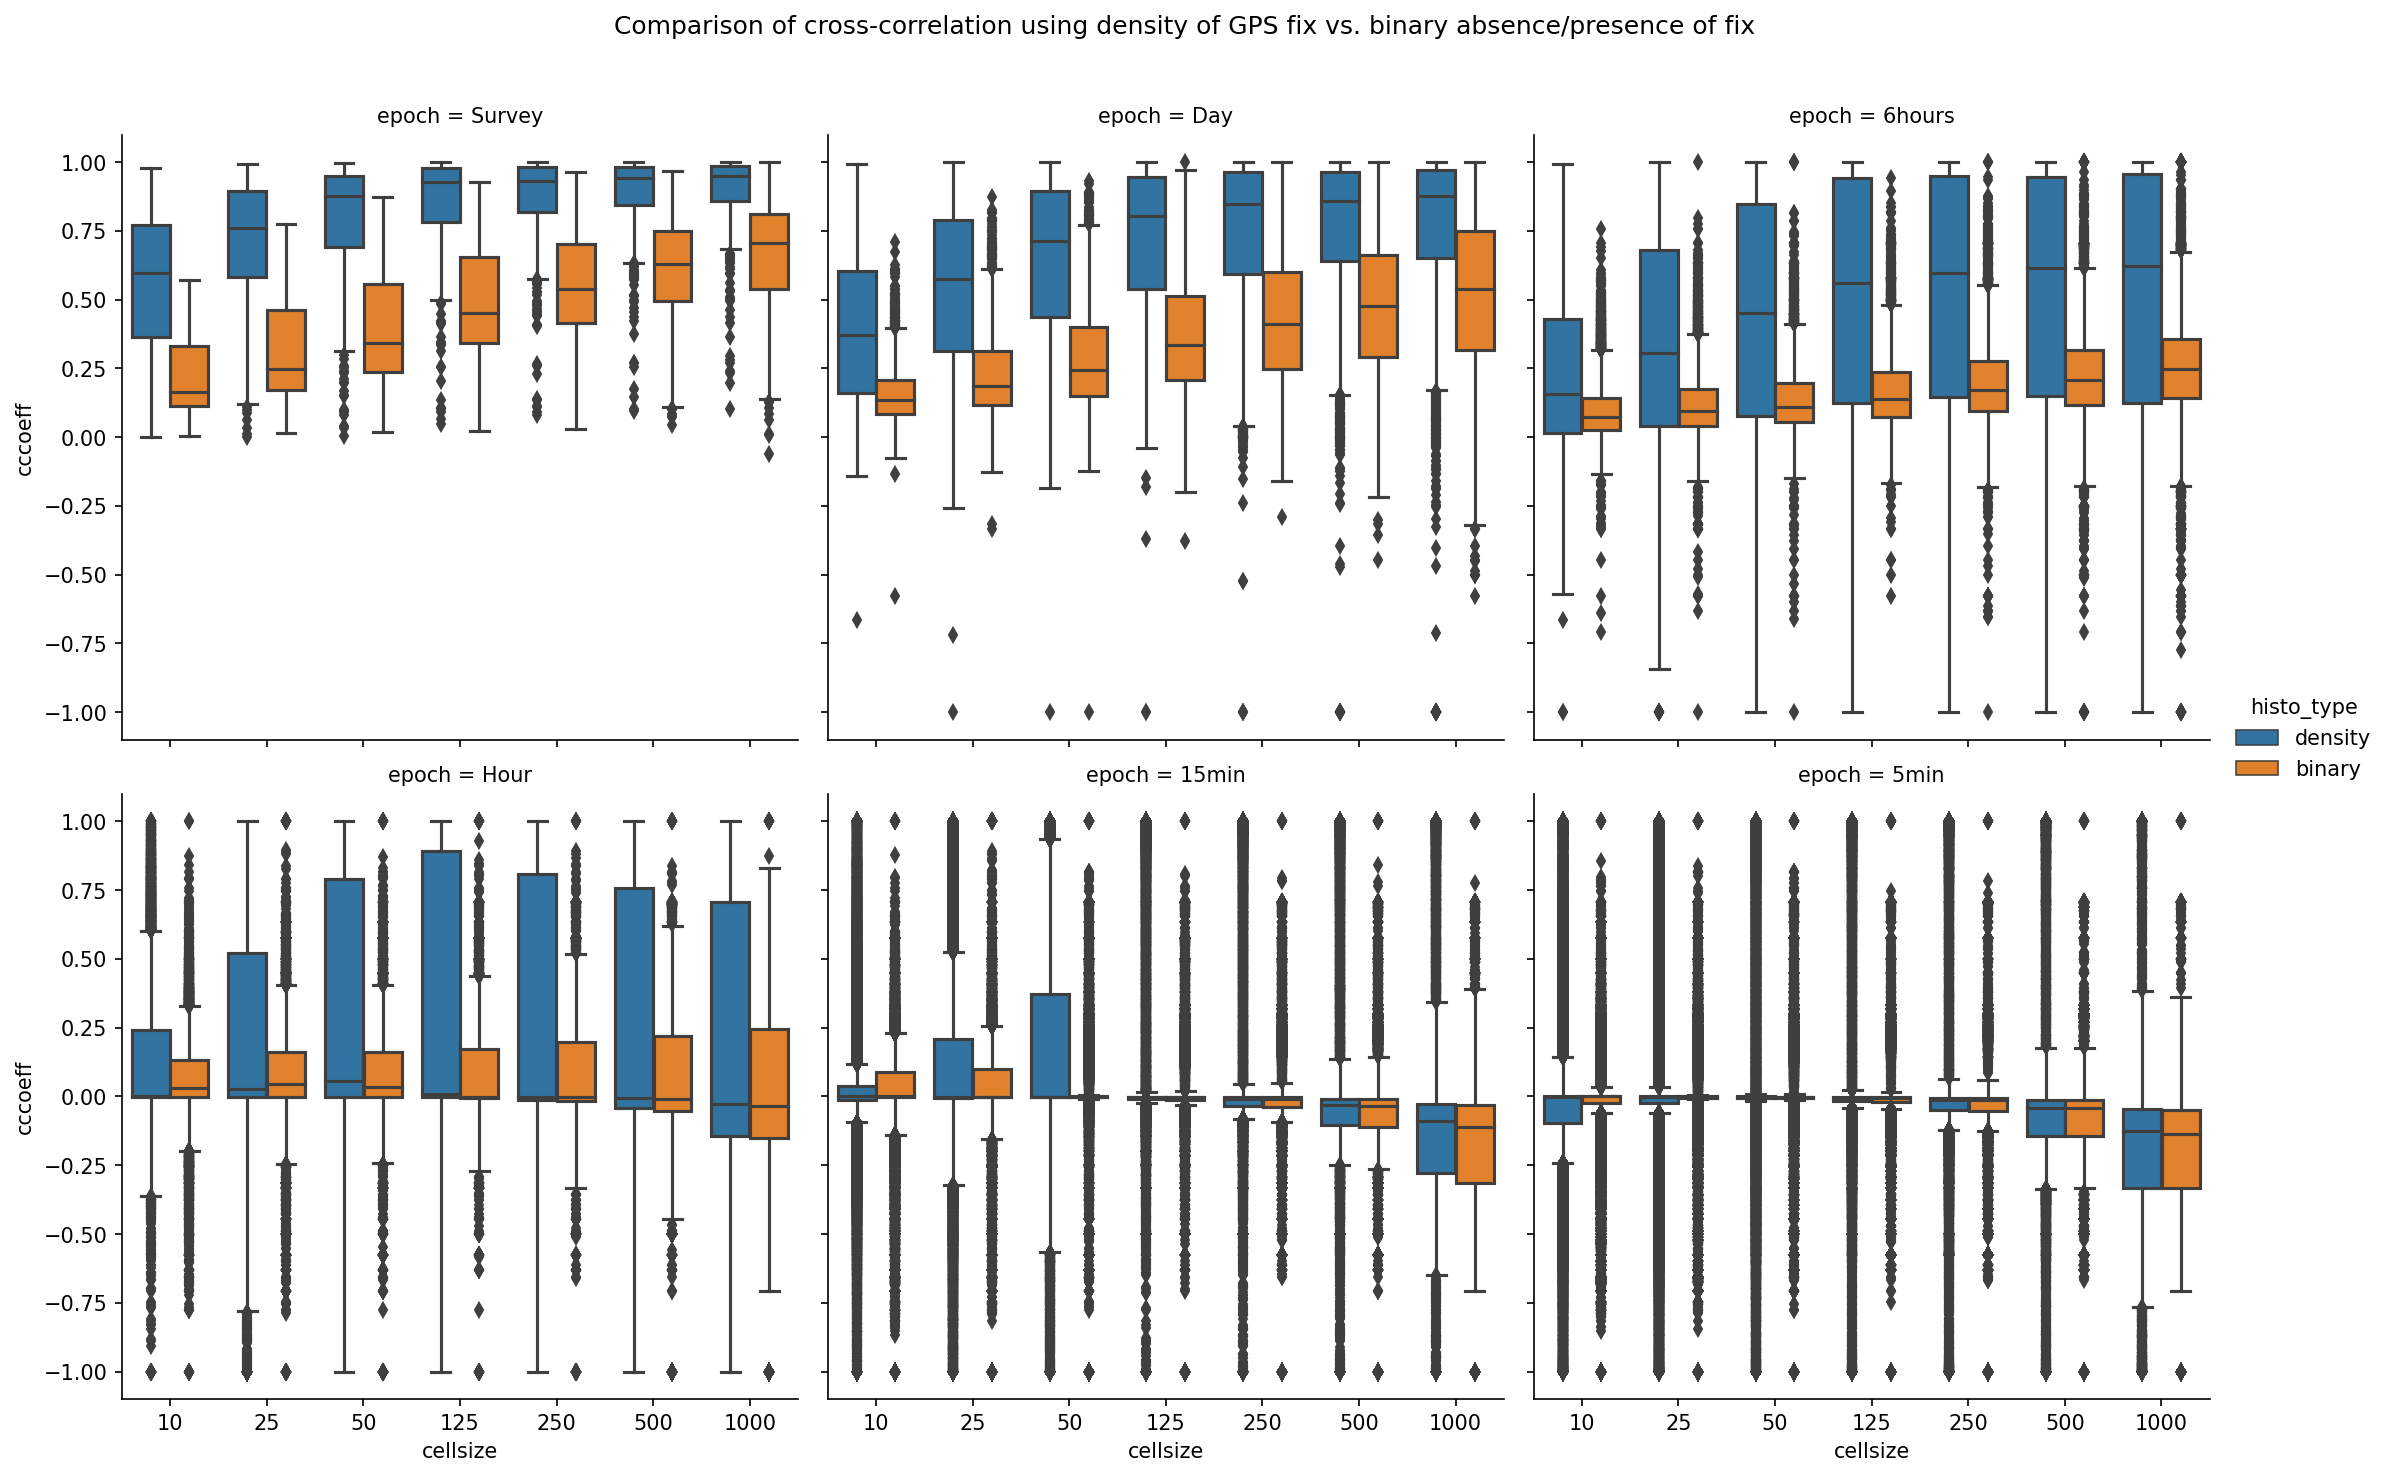 Comparison of cross-correlation using density of GPS fix vs. binary absence/presence of fix
epoch = Survey
epoch = Day
epoch = 6hours
1.00
0.75
0.50
0.25
0.00
−0.25
−0.50
−0.75
−1.00
cccoeff
histo_type
density
binary
epoch = Hour
epoch = 15min
epoch = 5min
1.00
0.75
0.50
0.25
0.00
−0.25
−0.50
−0.75
−1.00
cccoeff
10 25 50 125 250 500 1000
10 25 50 125 250 500 1000
10 25 50 125 250 500 1000
cellsize
cellsize
cellsize